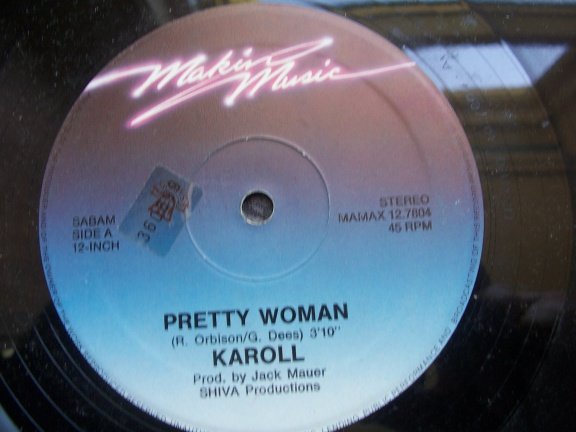 Makin'
Music
SABAM
SIDE A
12-INCH
STEREO
MAMAX 12.7804
45 RPM
PRETTY WOMAN
(R. Orbison/G. Dees) 3'10"
KAROLL
Prod. by Jack Mauer
SHIVA Productions